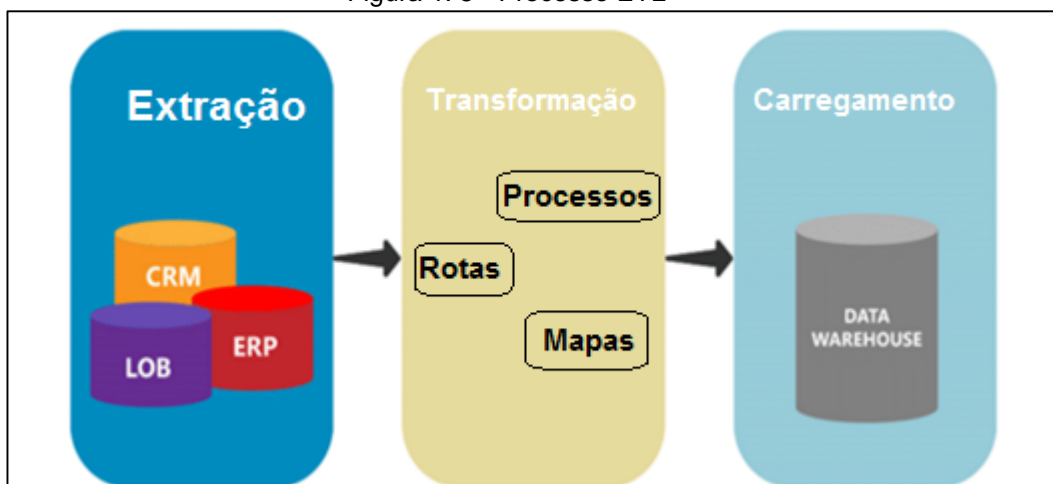 Extração
Transformação
Carregamento
Processos
Rotas
Mapas
CRM
ERP
LOB
DATA
WAREHOUSE